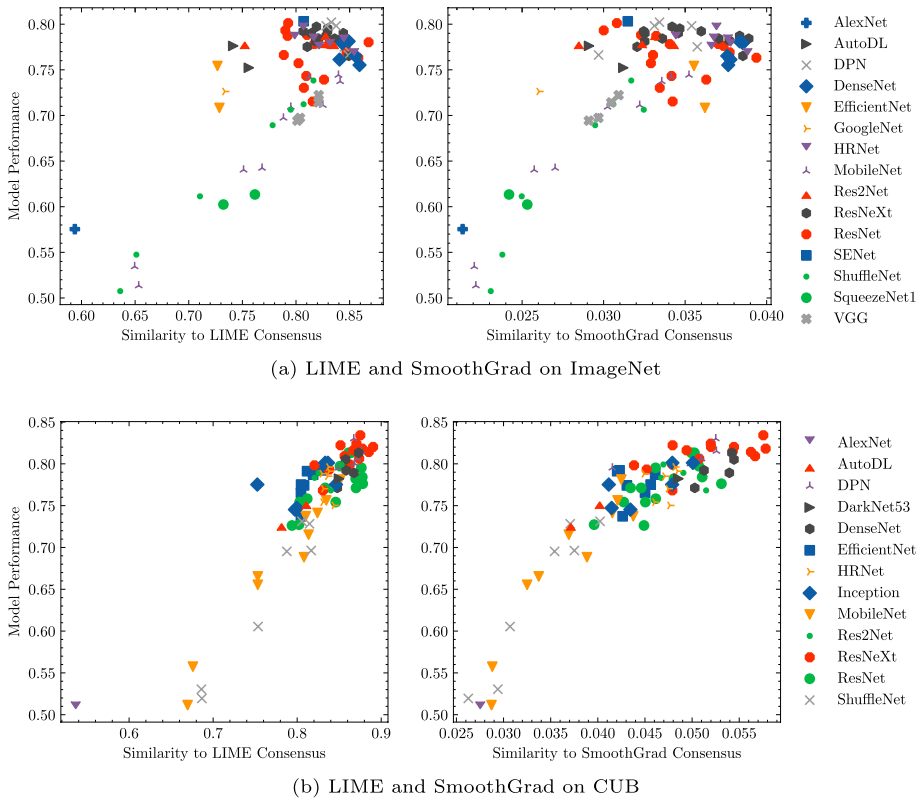 Model Performance
0.80
0.75
0.70
0.65
0.60
0.55
0.50
0.60 0.65 0.70 0.75 0.80 0.85
Similarity to LIME Consensus
0.80
0.75
0.70
0.65
0.60
0.55
0.50
0.025 0.030 0.035 0.040
Similarity to SmoothGrad Consensus
AlexNet
AutoDL
DPN
DenseNet
EfficientNet
GoogleNet
HRNet
MobileNet
Res2Net
ResNeXt
ResNet
SENet
ShuffleNet
SqueezeNet1
VGG
(a) LIME and SmoothGrad on ImageNet
Model Performance
0.85
0.80
0.75
0.70
0.65
0.60
0.55
0.50
0.6 0.7 0.8 0.9
Similarity to LIME Consensus
0.85
0.80
0.75
0.70
0.65
0.60
0.55
0.50
0.025 0.030 0.035 0.040 0.045 0.050 0.055
Similarity to SmoothGrad Consensus
AlexNet
AutoDL
DPN
DarkNet53
DenseNet
EfficientNet
HRNet
Inception
MobileNet
Res2Net
ResNeXt
ResNet
ShuffleNet
(b) LIME and SmoothGrad on CUB